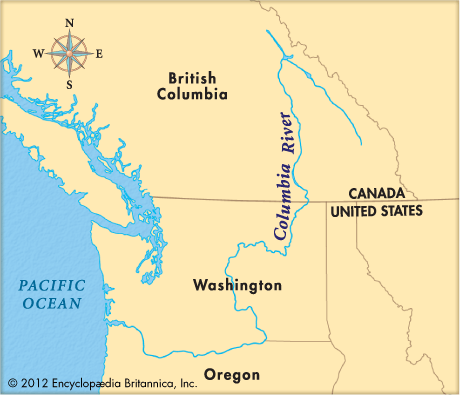 N
W E
S
British
Columbia
Columbia River
CANADA
UNITED STATES
PACIFIC
OCEAN
Washington
Oregon
© 2012 Encyclopædia Britannica, Inc.